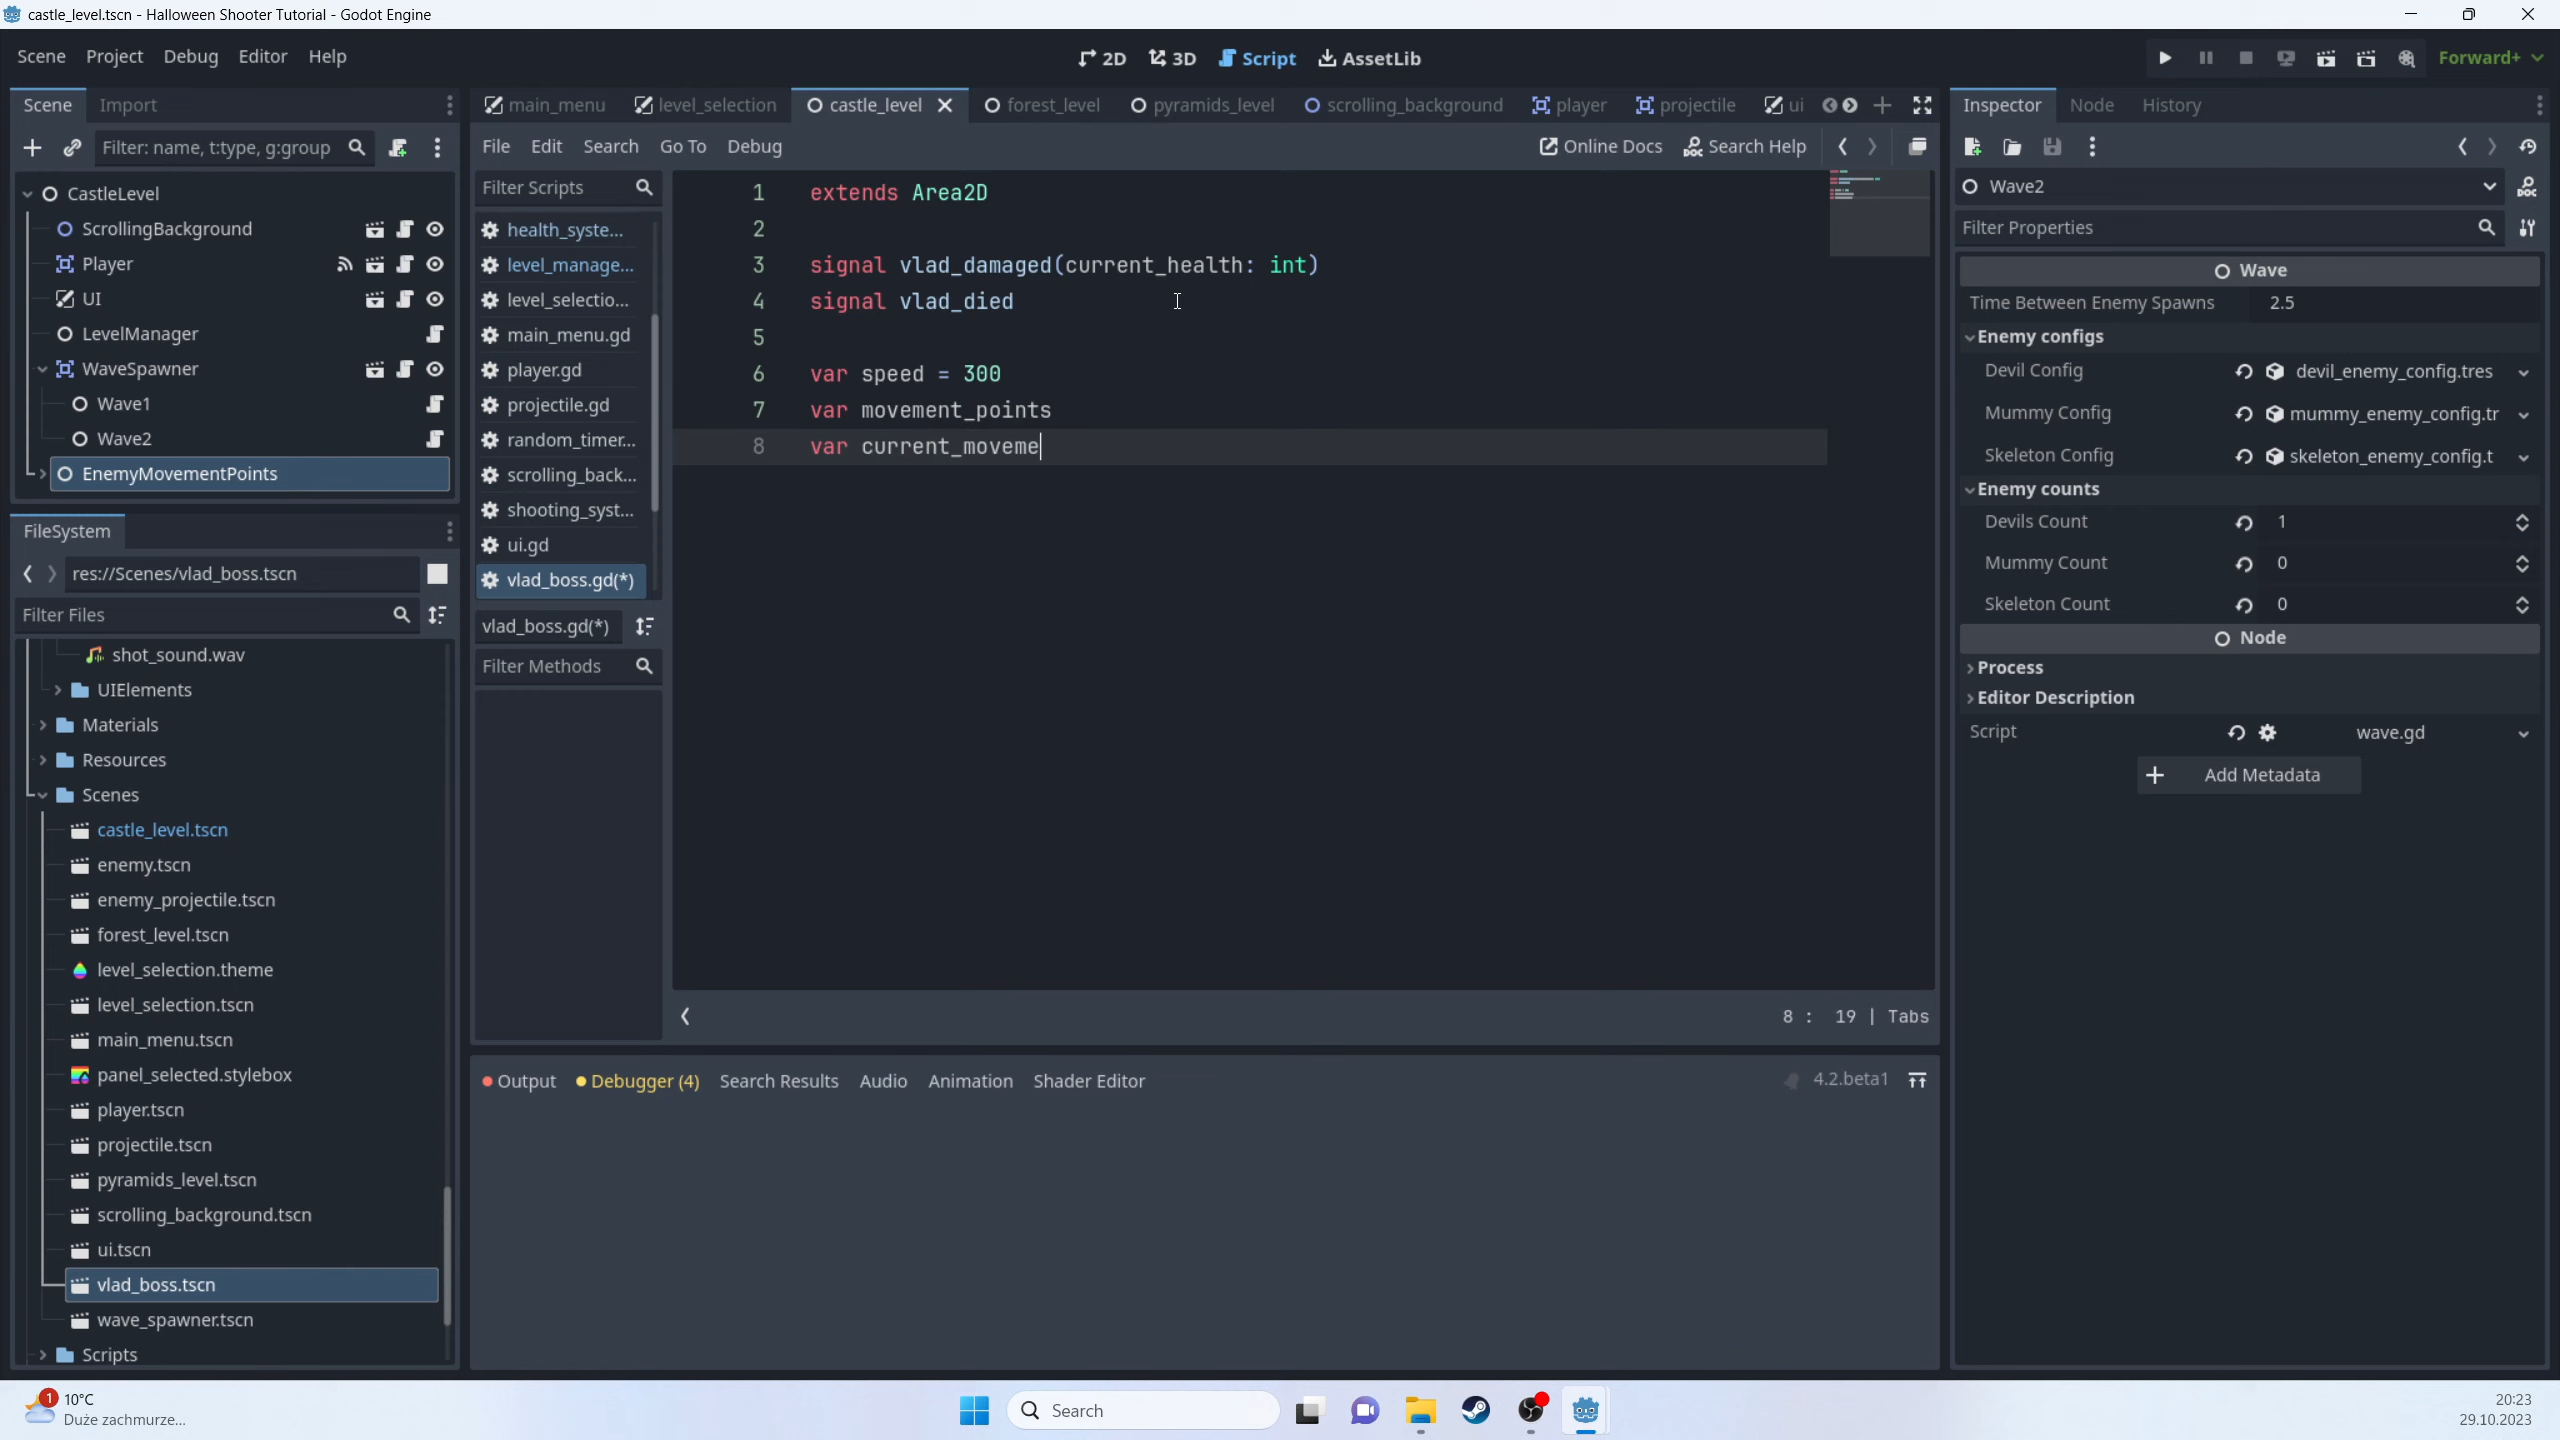 castle_level.tscn - Halloween Shooter Tutorial - Godot Engine
Scene Project Debug Editor Help
2D 3D Script AssetLib
Forward+
Scene Import
Filter: name, t:type, g:group
CastleLevel
ScrollingBackground
Player
UI
LevelManager
WaveSpawner
Wave1
Wave2
EnemyMovementPoints
FileSystem
res://Scenes/vlad_boss.tscn
Filter Files
shot_sound.wav
UIElements
Materials
Resources
Scenes
castle_level.tscn
enemy.tscn
enemy_projectile.tscn
forest_level.tscn
level_selection.theme
level_selection.tscn
main_menu.tscn
panel_selected.stylebox
player.tscn
projectile.tscn
pyramids_level.tscn
scrolling_background.tscn
ui.tscn
vlad_boss.tscn
wave_spawner.tscn
Scripts
main_menu level_selection castle_level forest_level pyramids_level scrolling_background player projectile ui
File Edit Search Go To Debug
Online Docs Search Help
Filter Scripts
health_syste...
level_manage...
level_selectio...
main_menu.gd
player.gd
projectile.gd
random_timer...
scrolling_back...
shooting_syst...
ui.gd
vlad_boss.gd(*)
vlad_boss.gd(*)
Filter Methods
1 extends Area2D
2
3 signal vlad_damaged(current_health: int)
4 signal vlad_died
5
6 var speed = 300
7 var movement_points
8 var current_moveme
8 : 19 | Tabs
Output Debugger (4) Search Results Audio Animation Shader Editor
4.2.beta1
Inspector Node History
Wave2
Filter Properties
Wave
Time Between Enemy Spawns 2.5
Enemy configs
Devil Config devil_enemy_config.tres
Mummy Config mummy_enemy_config.tr
Skeleton Config skeleton_enemy_config.t
Enemy counts
Devils Count 1
Mummy Count 0
Skeleton Count 0
Node
Process
Editor Description
Script wave.gd
Add Metadata
1
10°C
Duże zachmurze...
Search
20:23
29.10.2023